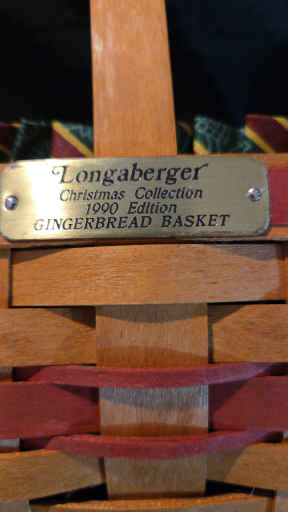 Longaberger
Christmas Collection
1990 Edition
GINGERBREAD BASKET